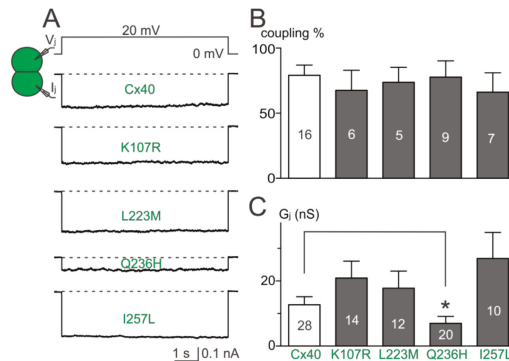 A
Vj
20 mV
0 mV
Ij
Cx40
K107R
L223M
Q236H
I257L
1 s
0.1 nA
B
coupling %
100
50
0
16
6
5
9
7
C
Gj (nS)
20
0
28
14
12
*
20
10
Cx40 K107R L223M Q236H I257L